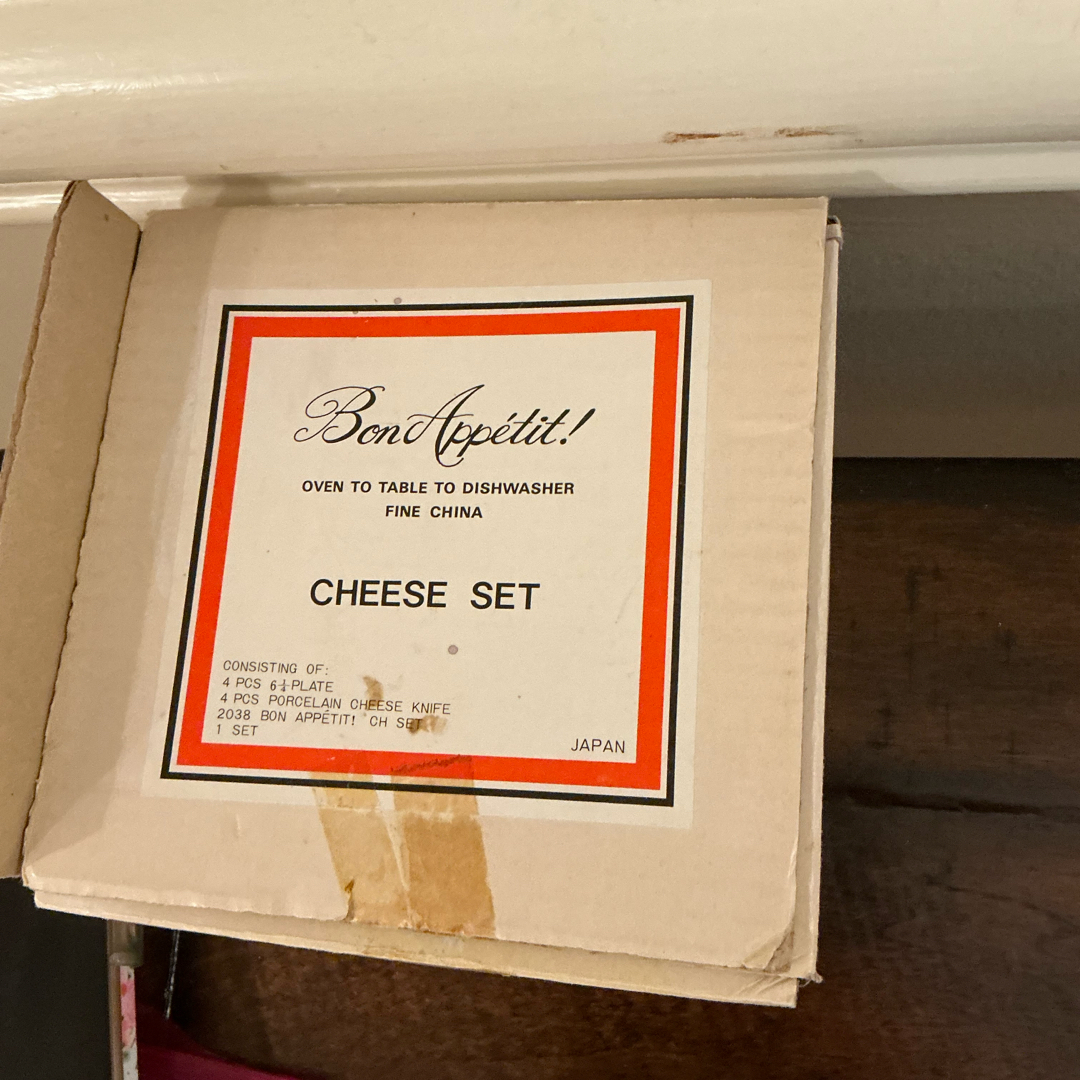 Bon Appétit!
OVEN TO TABLE TO DISHWASHER
FINE CHINA
CHEESE SET
CONSISTING OF:
4 PCS 6¼ PLATE
4 PCS PORCELAIN CHEESE KNIFE
2038 BON APPÉTIT! CH SET
1 SET
JAPAN